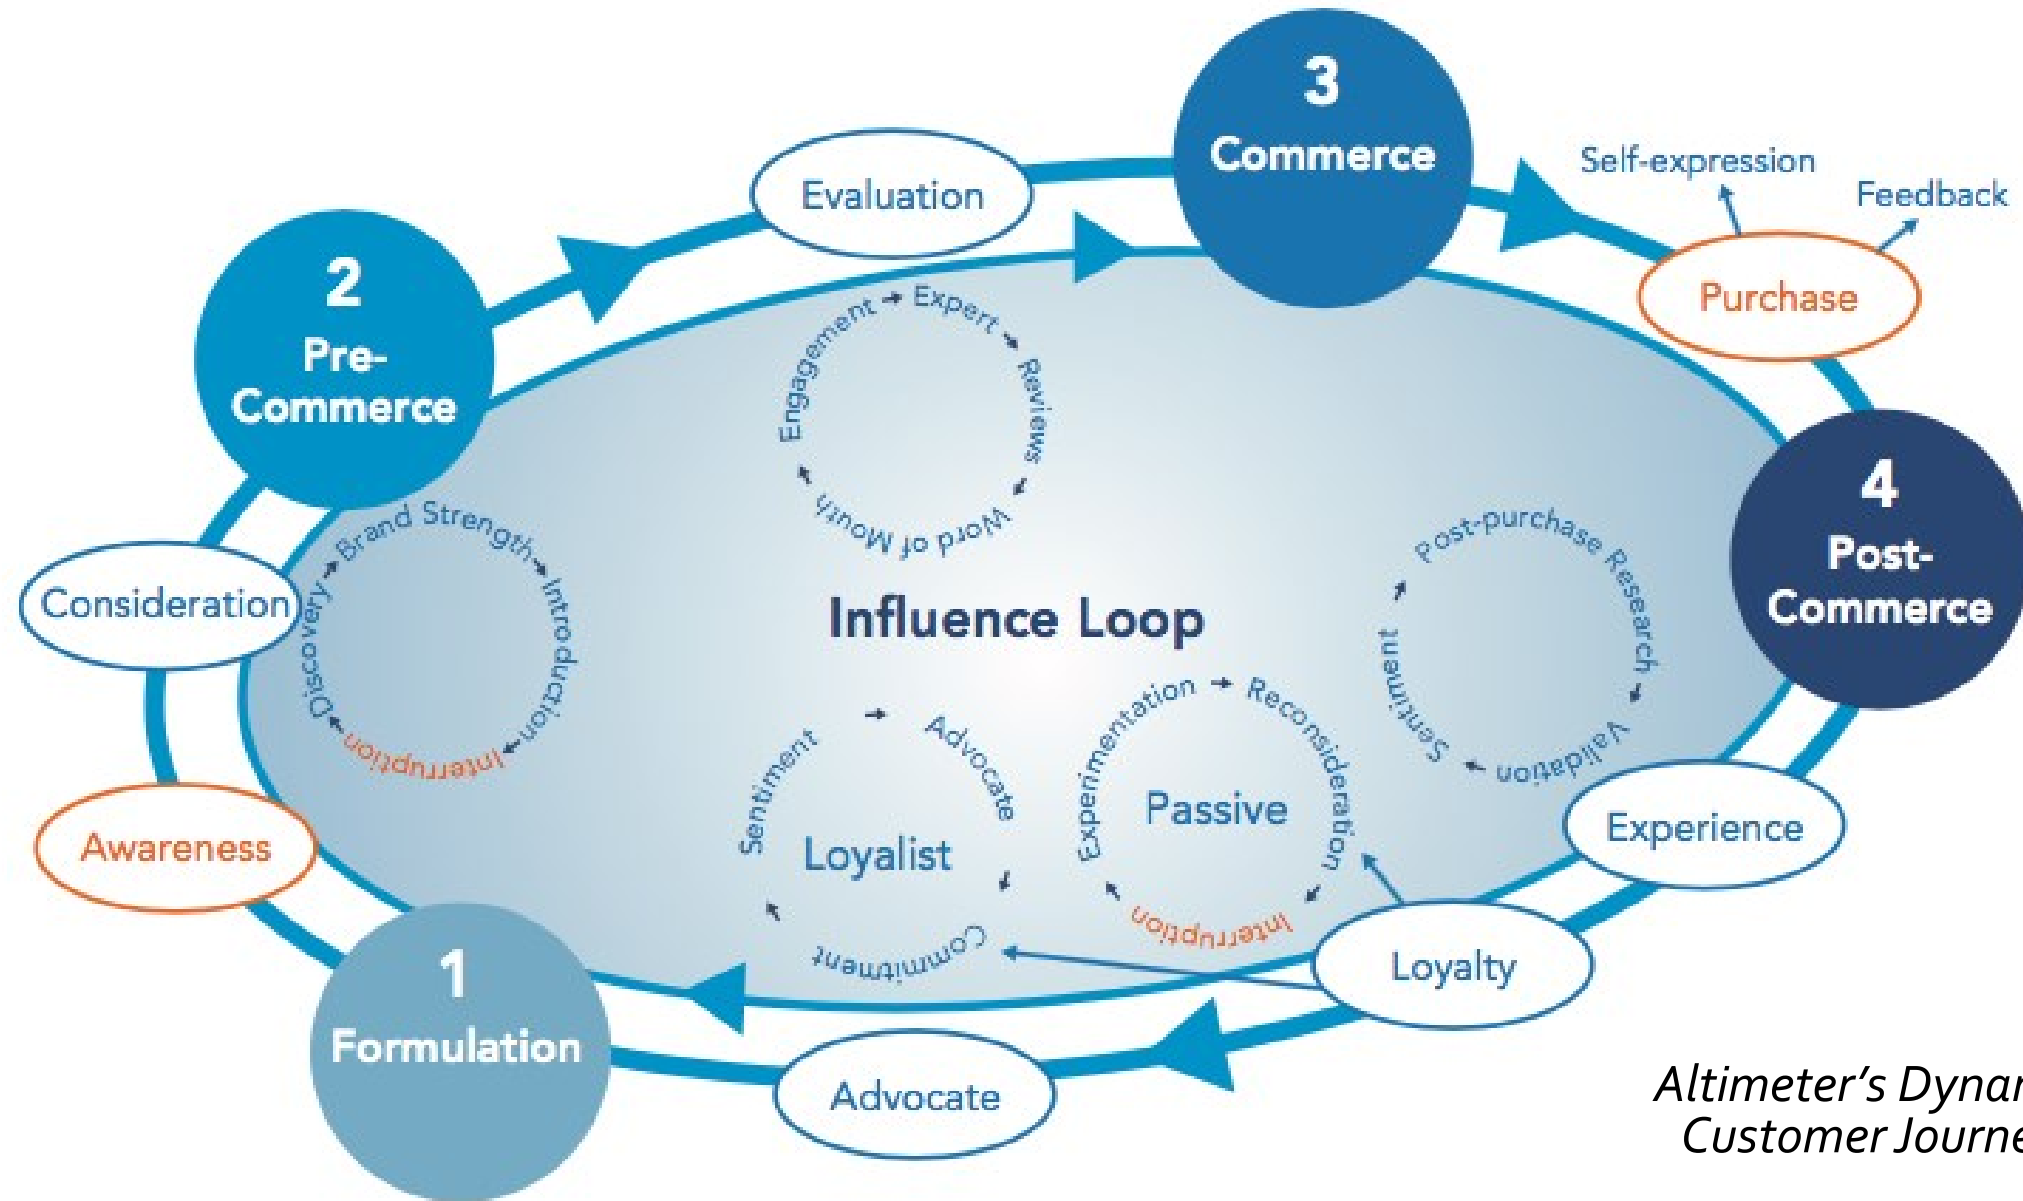 3
Commerce
Self-expression
Feedback
Evaluation
Purchase
2
Pre-
Commerce
Engagement
Expert
Reviews
Word of Mouth
4
Post-
Commerce
Consideration
Discovery
Brand Strength
Introduction
Interruption
Influence Loop
Post-purchase Research
Validation
Sentiment
Awareness
Sentiment
Advocate
Commitment
Loyalist
Experimentation
Reconsideration
Interruption
Passive
Experience
Loyalty
1
Formulation
Advocate
Altimeter’s
Customer